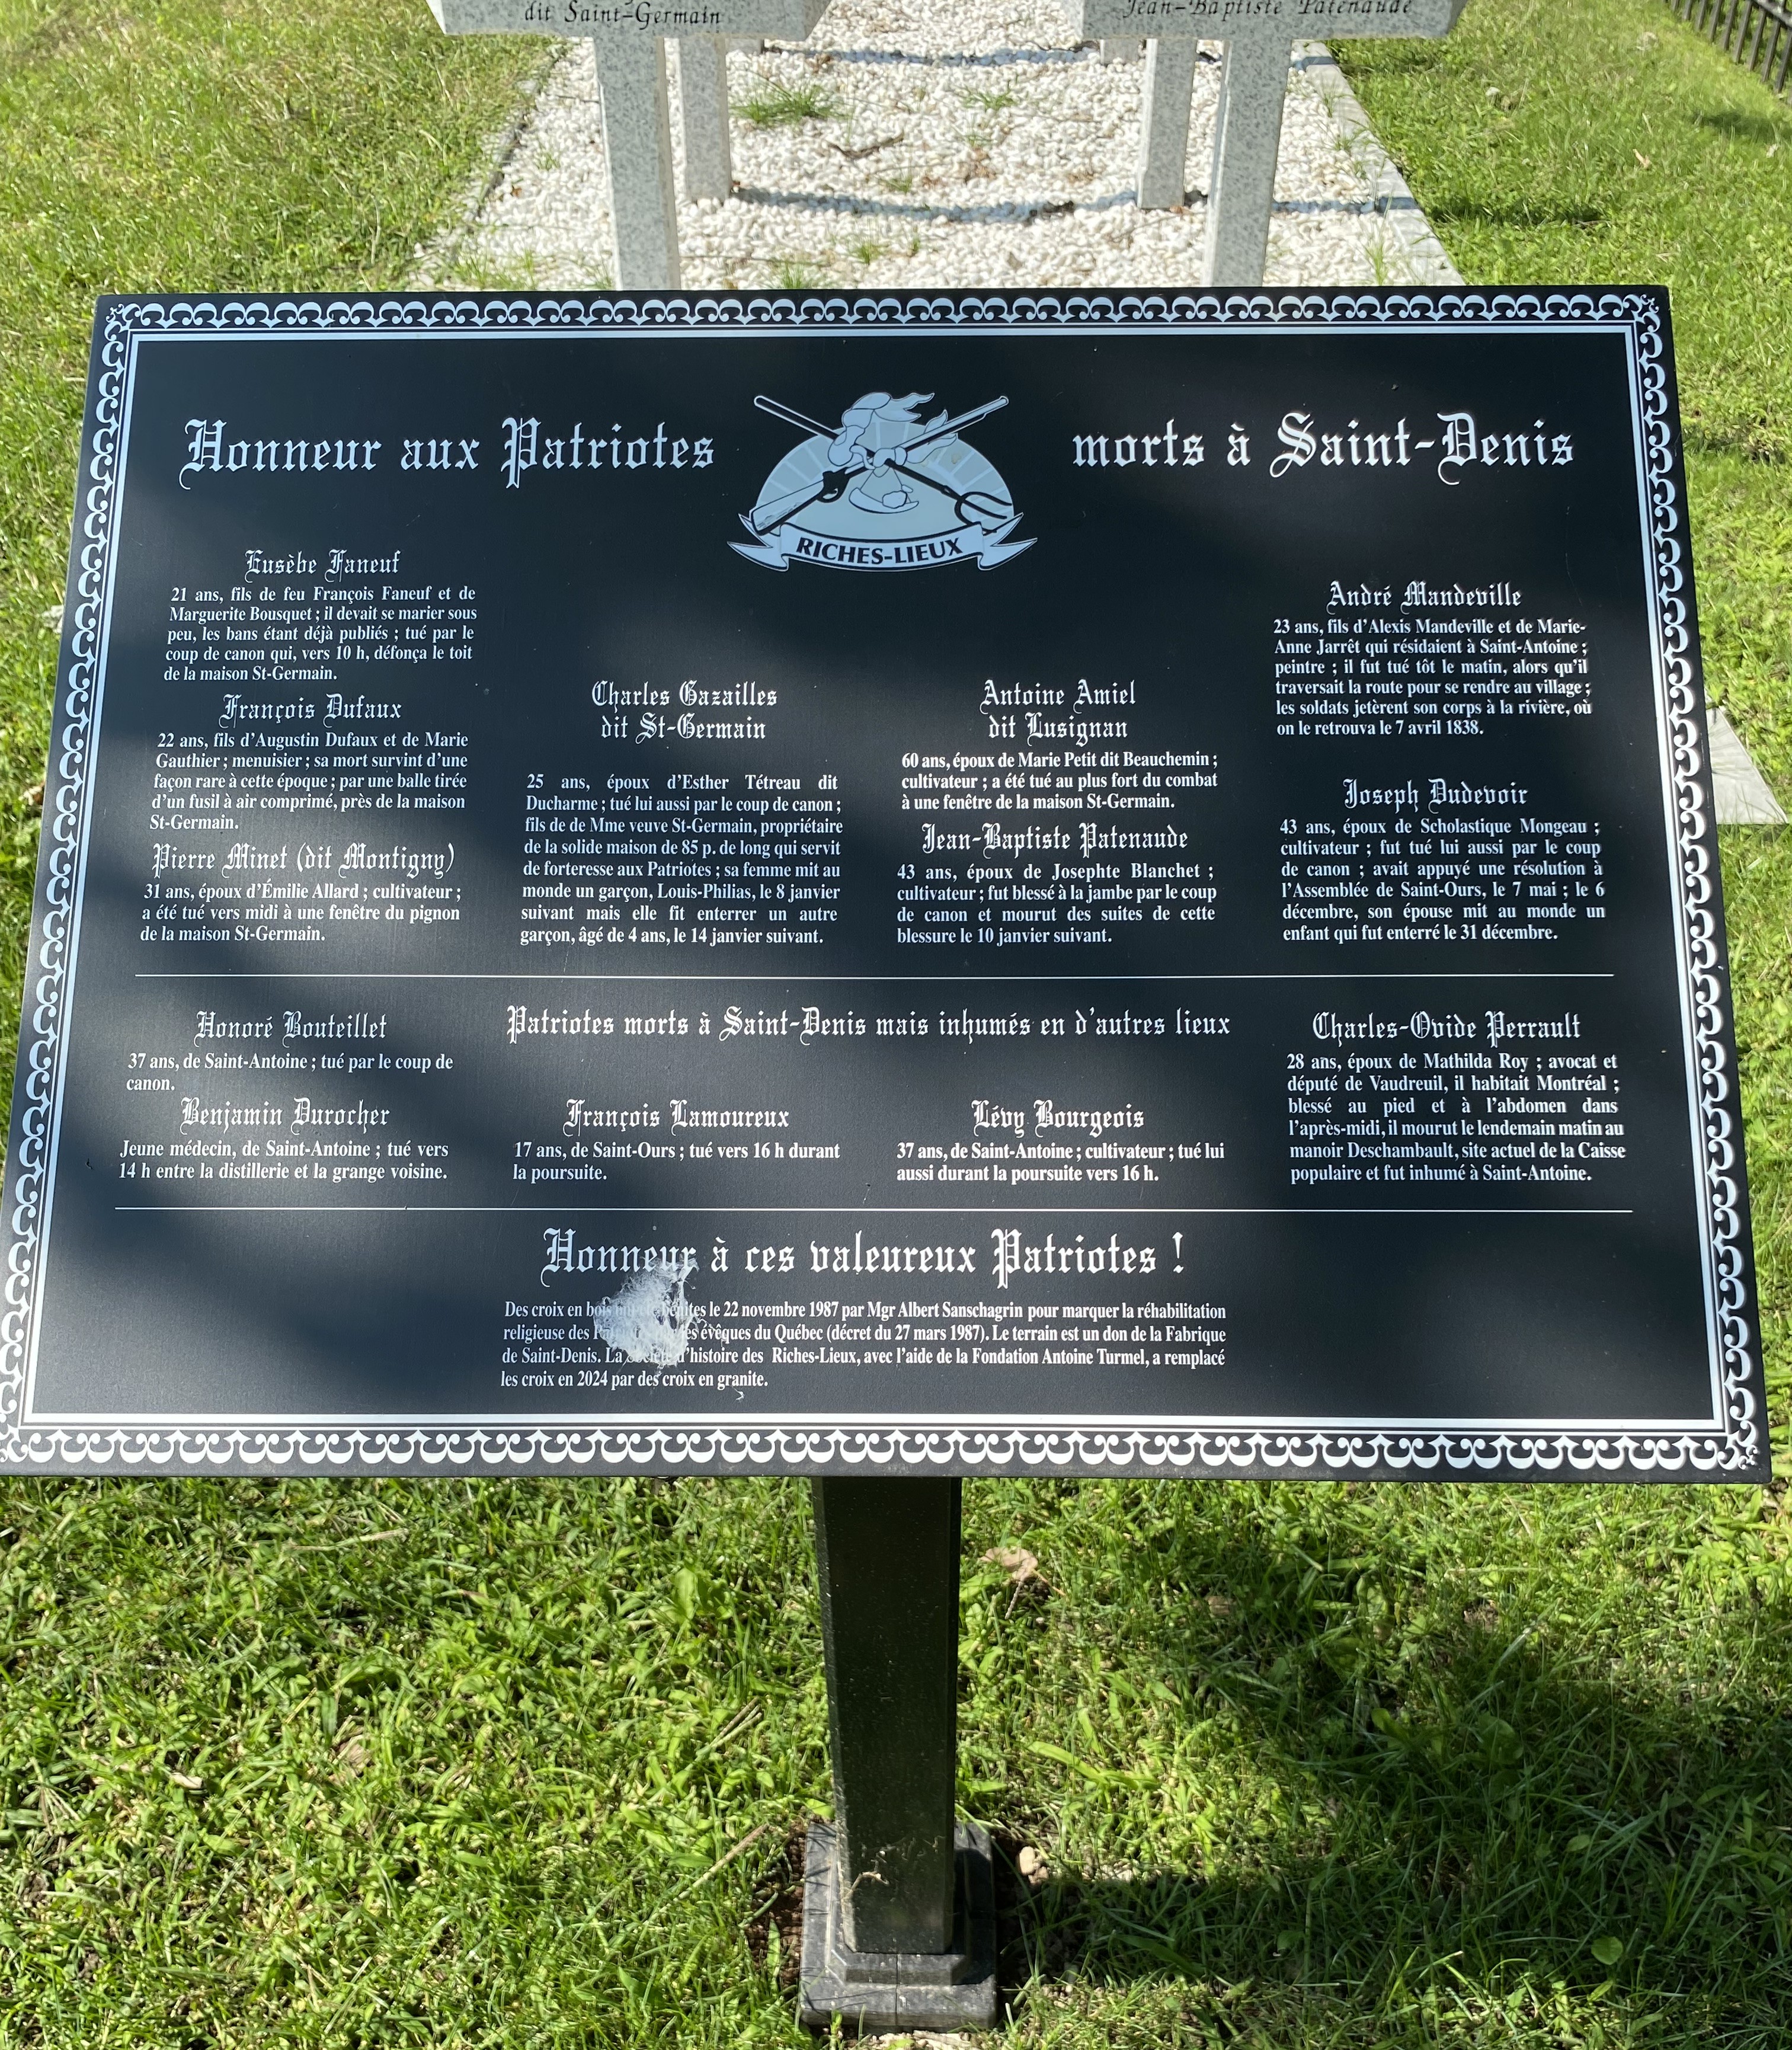 dit Saint-Germain
Jean-Baptiste Patenaude
Honneur aux Patriotes morts à Saint-Denis
RICHES-LIEUX
Eusèbe Faneuf
21 ans, fils de feu François Faneuf et de
Marguerite Bousquet ; il devait se marier sous
peu, les bans étant déjà publiés ; tué par le
coup de canon qui, vers 10 h, défonça le toit
de la maison St-Germain.
François Dufaux
22 ans, fils d'Augustin Dufaux et de Marie
Gauthier ; menuisier ; sa mort survint d'une
façon rare à cette époque ; par une balle tirée
d'un fusil à air comprimé, près de la maison
St-Germain.
Pierre Minet (dit Montigny)
31 ans, époux d'Émilie Allard ; cultivateur ;
a été tué vers midi à une fenêtre du pignon
de la maison St-Germain.
Charles Gazailles
dit St-Germain
25 ans, époux d'Esther Tétreau dit
Ducharme ; tué lui aussi par le coup de canon ;
fils de de Mme veuve St-Germain, propriétaire
de la solide maison de 85 p. de long qui servit
de forteresse aux Patriotes ; sa femme mit au
monde un garçon, Louis-Philias, le 8 janvier
suivant mais elle fit enterrer un autre
garçon, âgé de 4 ans, le 14 janvier suivant.
Antoine Amiel
dit Lusignan
60 ans, époux de Marie Petit dit Beauchemin ;
cultivateur ; a été tué au plus fort du combat
à une fenêtre de la maison St-Germain.
Jean-Baptiste Patenaude
43 ans, époux de Josephte Blanchet ;
cultivateur ; fut blessé à la jambe par le coup
de canon et mourut des suites de cette
blessure le 10 janvier suivant.
André Mandeville
23 ans, fils d'Alexis Mandeville et de Marie-
Anne Jarrêt qui résidaient à Saint-Antoine ;
peintre ; il fut tué tôt le matin, alors qu'il
traversait la route pour se rendre au village ;
les soldats jetèrent son corps à la rivière, où
on le retrouva le 7 avril 1838.
Joseph Dudevoir
43 ans, époux de Scholastique Mongeau ;
cultivateur ; fut tué lui aussi par le coup
de canon ; avait appuyé une résolution à
l'Assemblée de Saint-Ours, le 7 mai ; le 6
décembre, son épouse mit au monde un
enfant qui fut enterré le 31 décembre.
Patriotes morts à Saint-Denis mais inhumés en d'autres lieux
Honoré Bouteillet
37 ans, de Saint-Antoine ; tué par le coup de
canon.
Benjamin Durocher
Jeune médecin, de Saint-Antoine ; tué vers
14 h entre la distillerie et la grange voisine.
François Lamoureux
17 ans, de Saint-Ours ; tué vers 16 h durant
la poursuite.
Lévy Bourgeois
37 ans, de Saint-Antoine ; cultivateur ; tué lui
aussi durant la poursuite vers 16 h.
Charles-Ovide Perrault
28 ans, époux de Mathilda Roy ; avocat et
député de Vaudreuil, il habitait Montréal ;
blessé au pied et à l'abdomen dans
l'après-midi, il mourut le lendemain matin au
manoir Deschambault, site actuel de la Caisse
populaire et fut inhumé à Saint-Antoine.
Honneur à ces valeureux Patriotes !
Des croix en bois le 22 novembre 1987 par Mgr Albert Sanschagrin pour marquer la réhabilitation
religieuse des évêques du Québec (décret du 27 mars 1987). Le terrain est un don de la Fabrique
de Saint-Denis. La Société d'histoire des Riches-Lieux, avec l'aide de la Fondation Antoine Turmel, a remplacé
les croix en 2024 par des croix en granite.